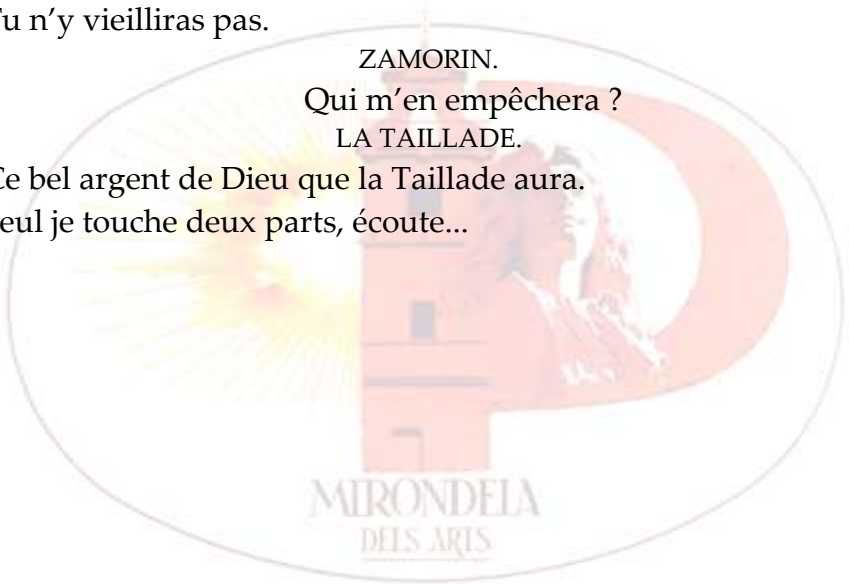 u n'y vieilliras pas.
ZAMORIN.
Qui m'en empêchera ?
LA TAILLADE.
Ce bel argent de Dieu que la Taillade aura.
eul je touche deux parts, écoute...
MIRONDELA
DELS ARTS